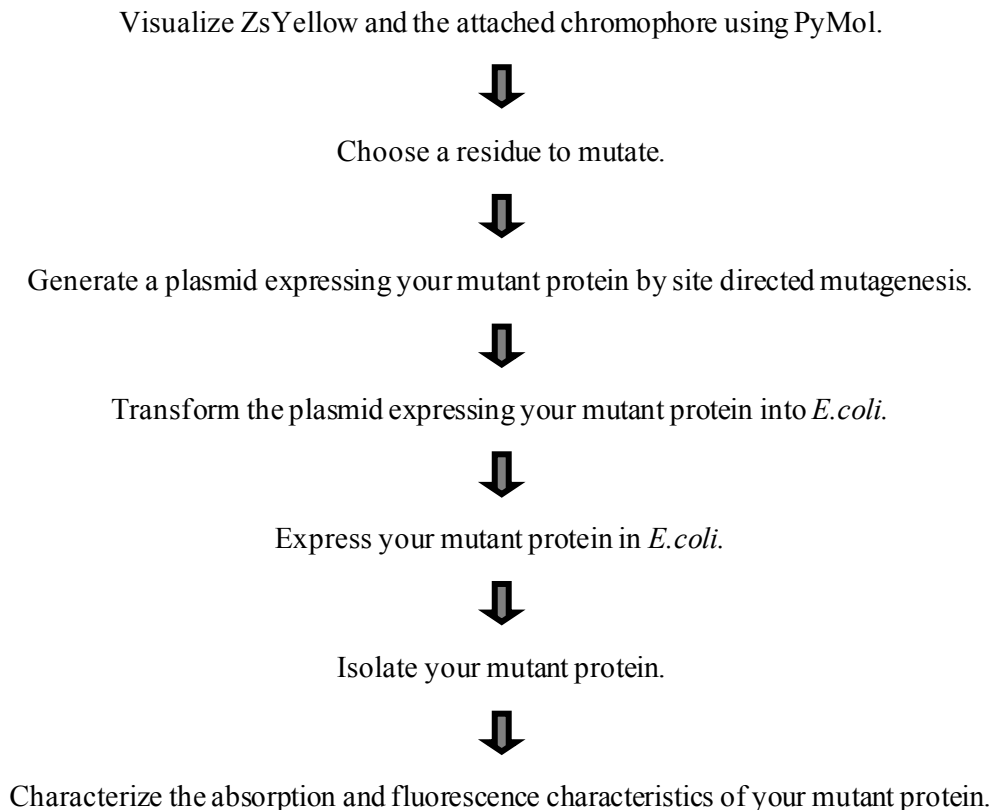 Visualize ZsYellow and the attached chromophore using PyMol.
Choose a residue to mutate.
Generate a plasmid expressing your mutant protein by site directed mutagenesis.
Transform the plasmid expressing your mutant protein into E.coli.
Express your mutant protein in E.coli.
Isolate your mutant protein.
Characterize the absorption and fluorescence characteristics of your mutant protein.